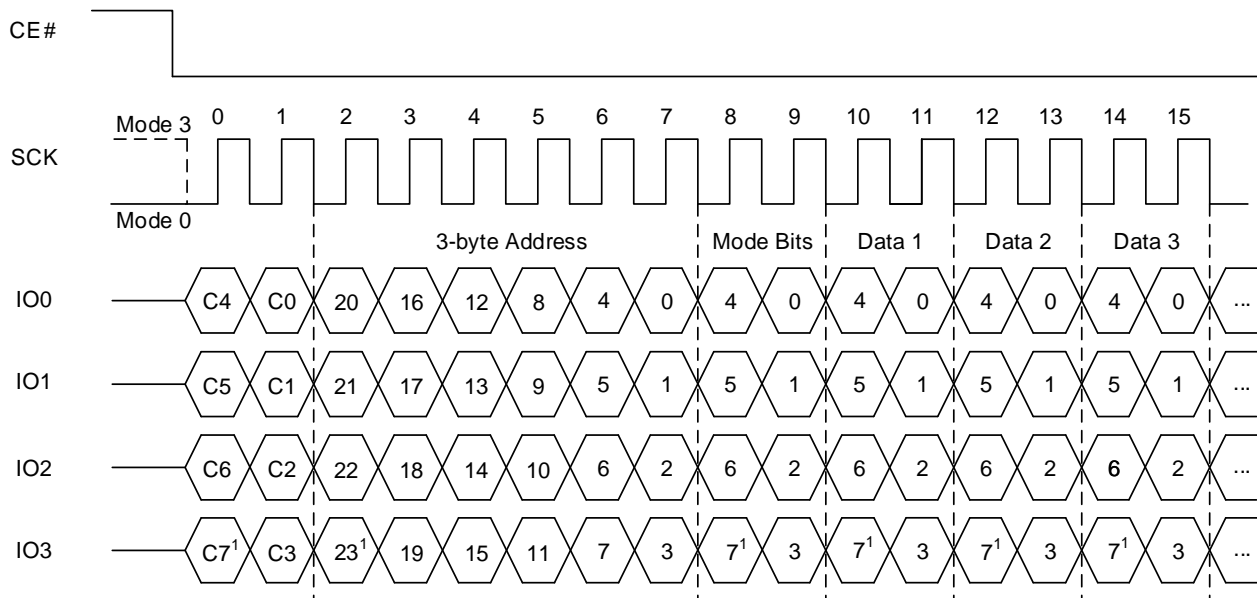 CE#
0 1 2 3 4 5 6 7 8 9 10 11 12 13 14 15
Mode 3
SCK
Mode 0
3-byte Address Mode Bits Data 1 Data 2 Data 3
IO0 C4 C0 20 16 12 8 4 0 4 0 4 0 4 0 4 0 ...
IO1 C5 C1 21 17 13 9 5 1 5 1 5 1 5 1 5 1 ...
IO2 C6 C2 22 18 14 10 6 2 6 2 6 2 6 2 6 2 ...
IO3 C7¹ C3 23¹ 19 15 11 7 3 7¹ 3 7¹ 3 7¹ 3 7¹ 3 ...